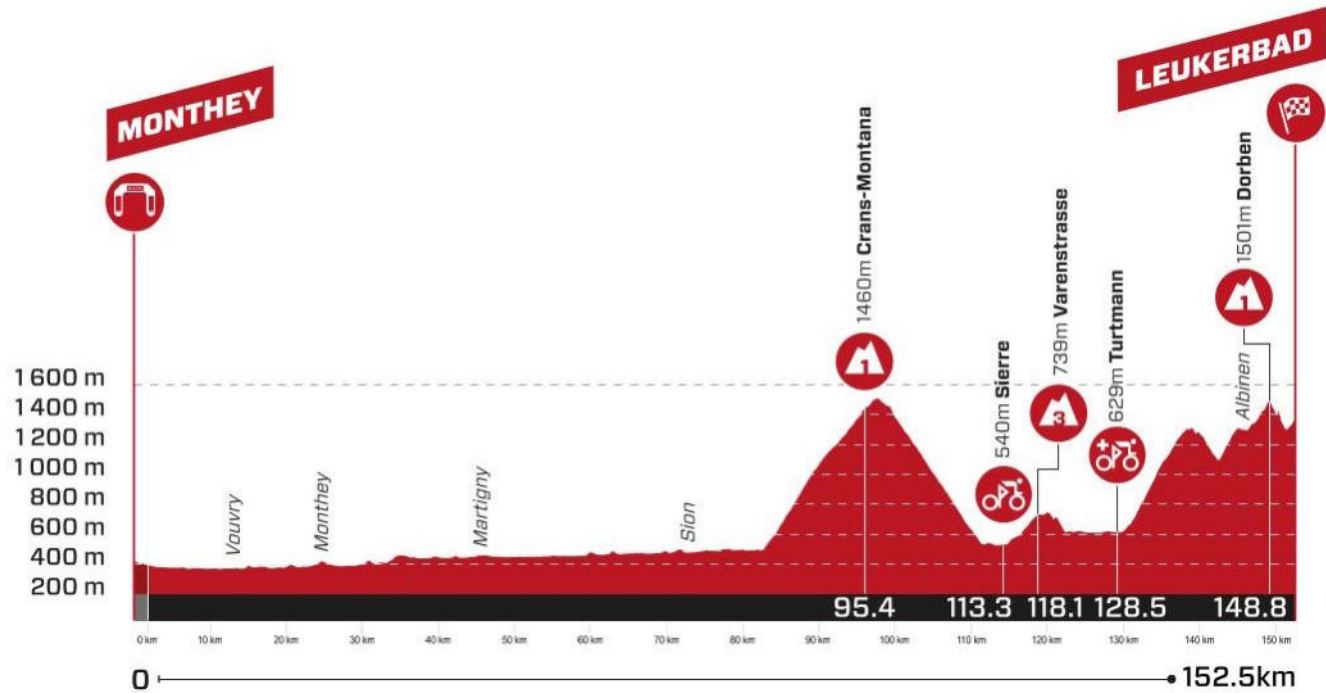 MONTHEY
LEUKERBAD
1460m Crans-Montana
540m Sierre
739m Varenstrasse
629m Turtmann
1501m Dorben
1
3
1
Vouvry
Monthey
Martigny
Sion
Albinen
1600 m
1400 m
1200 m
1000 m
800 m
600 m
400 m
200 m
95.4 113.3 118.1 128.5 148.8
0 km 10 km 20 km 30 km 40 km 50 km 60 km 70 km 80 km 90 km 100 km 110 km 120 km 130 km 140 km 150 km
0 152.5km